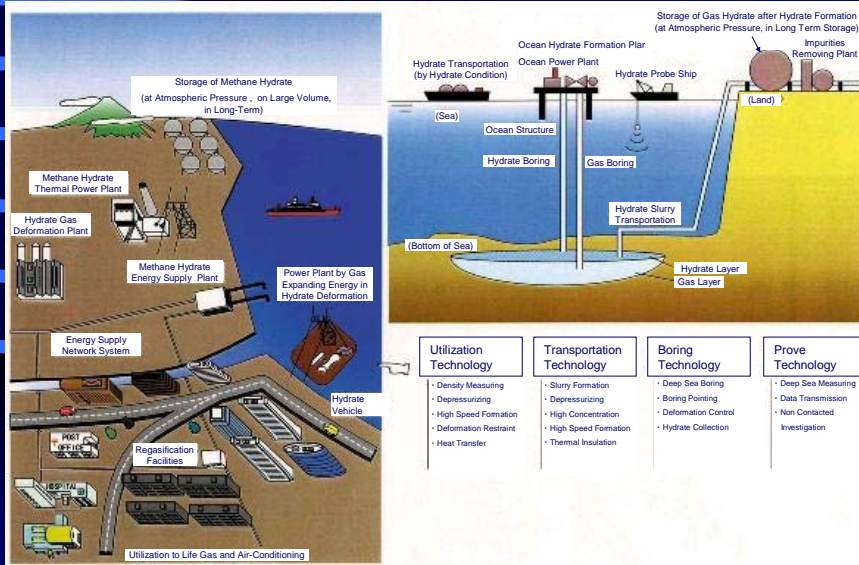 Storage of Methane Hydrate
(at Atmospheric Pressure , on Large Volume,
in Long-Term)
Methane Hydrate
Thermal Power Plant
Hydrate Gas
Deformation Plant
Methane Hydrate
Energy Supply Plant
Power Plant by Gas
Expanding Energy in
Hydrate Deformation
Energy Supply
Network System
Hydrate
Vehicle
POST
OFFICE
Regasification
Facilities
HOSPITAL
Utilization to Life Gas and Air-Conditioning
Storage of Gas Hydrate after Hydrate Formation
(at Atmospheric Pressure, in Long Term Storage)
Impurities
Removing Plant
Hydrate Transportation
(by Hydrate Condition)
Ocean Hydrate Formation Plar
Ocean Power Plant
Hydrate Probe Ship
(Sea)
(Land)
Ocean Structure
Hydrate Boring
Gas Boring
Hydrate Slurry
Transportation
(Bottom of Sea)
Hydrate Layer
Gas Layer
Utilization
Technology
・Density Measuring
・Depressurizing
・High Speed Formation
・Deformation Restraint
・Heat Transfer
Transportation
Technology
・Slurry Formation
・Depressurizing
・High Concentration
・High Speed Formation
・Thermal Insulation
Boring
Technology
・Deep Sea Boring
・Boring Pointing
・Deformation Control
・Hydrate Collection
Prove
Technology
・Deep Sea Measuring
・Data Transmission
・Non Contacted
Investigation